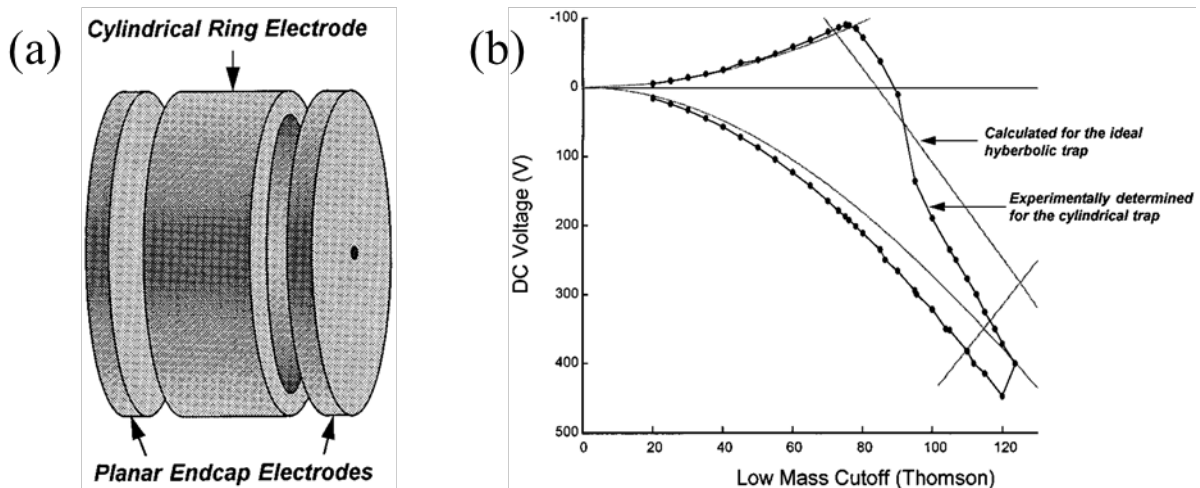 (a)
Cylindrical Ring Electrode
Planar Endcap Electrodes
(b)
-100
0
100
200
300
400
500
DC Voltage (V)
Calculated for the ideal
hyberbolic trap
Experimentally determined
for the cylindrical trap
0
20
40
60
80
100
120
Low Mass Cutoff (Thomson)